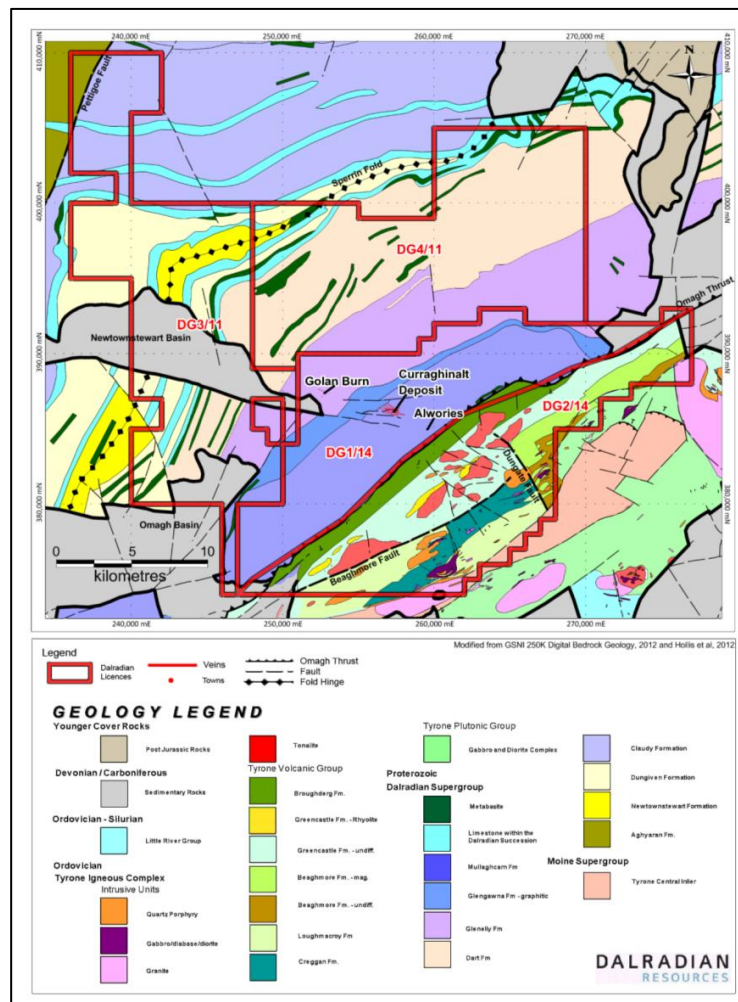 240,000 mE
250,000 mE
260,000 mE
270,000 mE
410,000 mN
410,000 mN
Pettigoe Fault
N
Sperrin Fold
400,000 mN
400,000 mN
DG4/11
DG3/11
Omagh Thrust
Newtownstewart Basin
390,000 mN
390,000 mN
Golan Burn
Curraghinalt
Deposit
Alwories
DG2/14
DG1/14
Dungate Fault
380,000 mN
380,000 mN
Omagh Basin
Beaghmore Fault
0 5 10
kilometres
240,000 mE
250,000 mE
260,000 mE
270,000 mE
Modified from GSNI 250K Digital Bedrock Geology, 2012 and Hollis et al, 2012
Legend
Dalradian
Licences
Veins
Towns
Omagh Thrust
Fault
Fold Hinge
GEOLOGY LEGEND
Younger Cover Rocks
Post Jurassic Rocks
Devonian / Carboniferous
Sedimentary Rocks
Ordovician - Silurian
Little River Group
Ordovician
Tyrone Igneous Complex
Intrusive Units
Quartz Porphyry
Gabbro/diabase/diorite
Granite
Tonalite
Tyrone Volcanic Group
Broughderg Fm.
Greencastle Fm. - Rhyolite
Greencastle Fm. - undiff.
Beaghmore Fm. - mag.
Beaghmore Fm. - undiff.
Loughmacrory Fm
Creggan Fm.
Tyrone Plutonic Group
Gabbro and Diorite Complex
Proterozoic
Dalradian Supergroup
Metabasite
Limestone within the
Dalradian Succession
Mullaghcarn Fm
Glengawna Fm - graphitic
Glenelly Fm
Dart Fm
Claudy Formation
Dungiven Formation
Newtownstewart Formation
Aghyaran Fm.
Moine Supergroup
Tyrone Central Inlier
DALRADIAN
RESOURCES